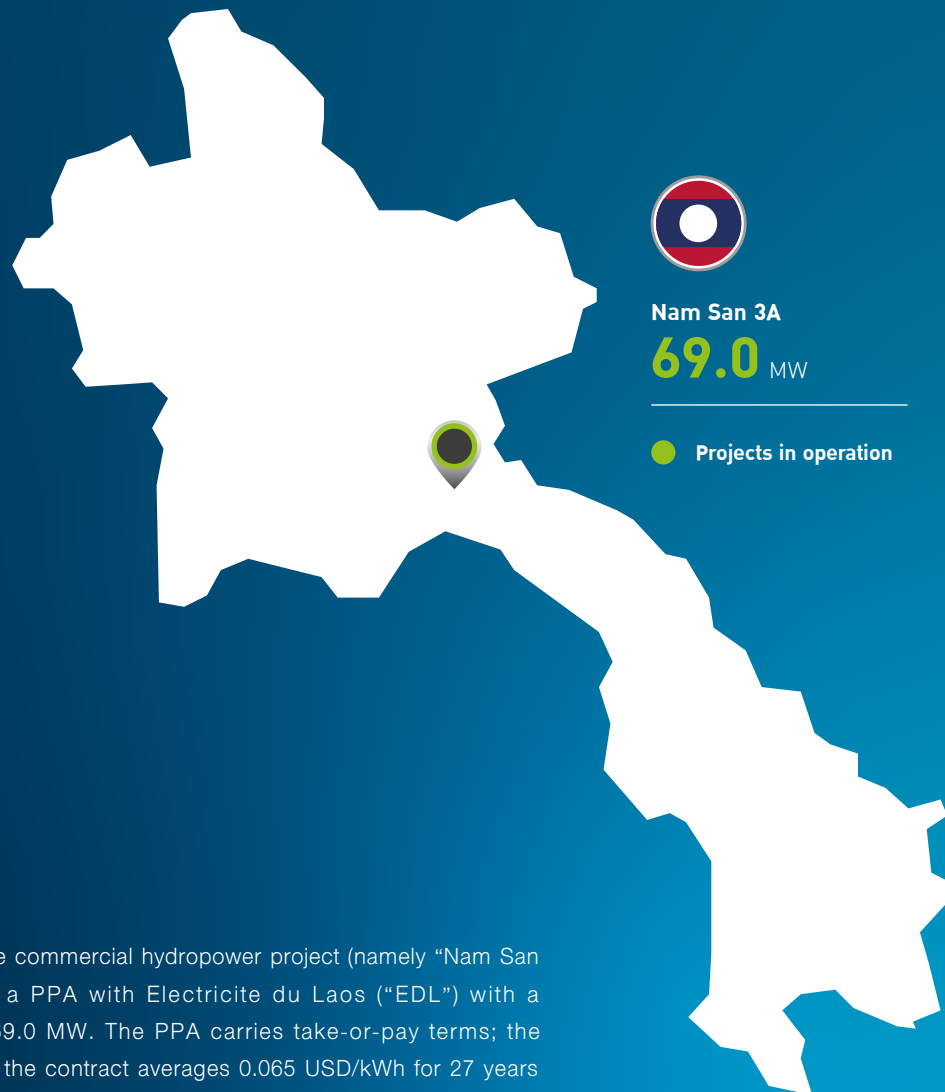 Nam San 3A
69.0 MW
Projects in operation
commercial hydropower project (namely “Nam San
a PPA with Electricite du Laos (“EDL”) with a
MW. The PPA carries take-or-pay terms; the
the contract averages 0.065 USD/kWh for 27 years